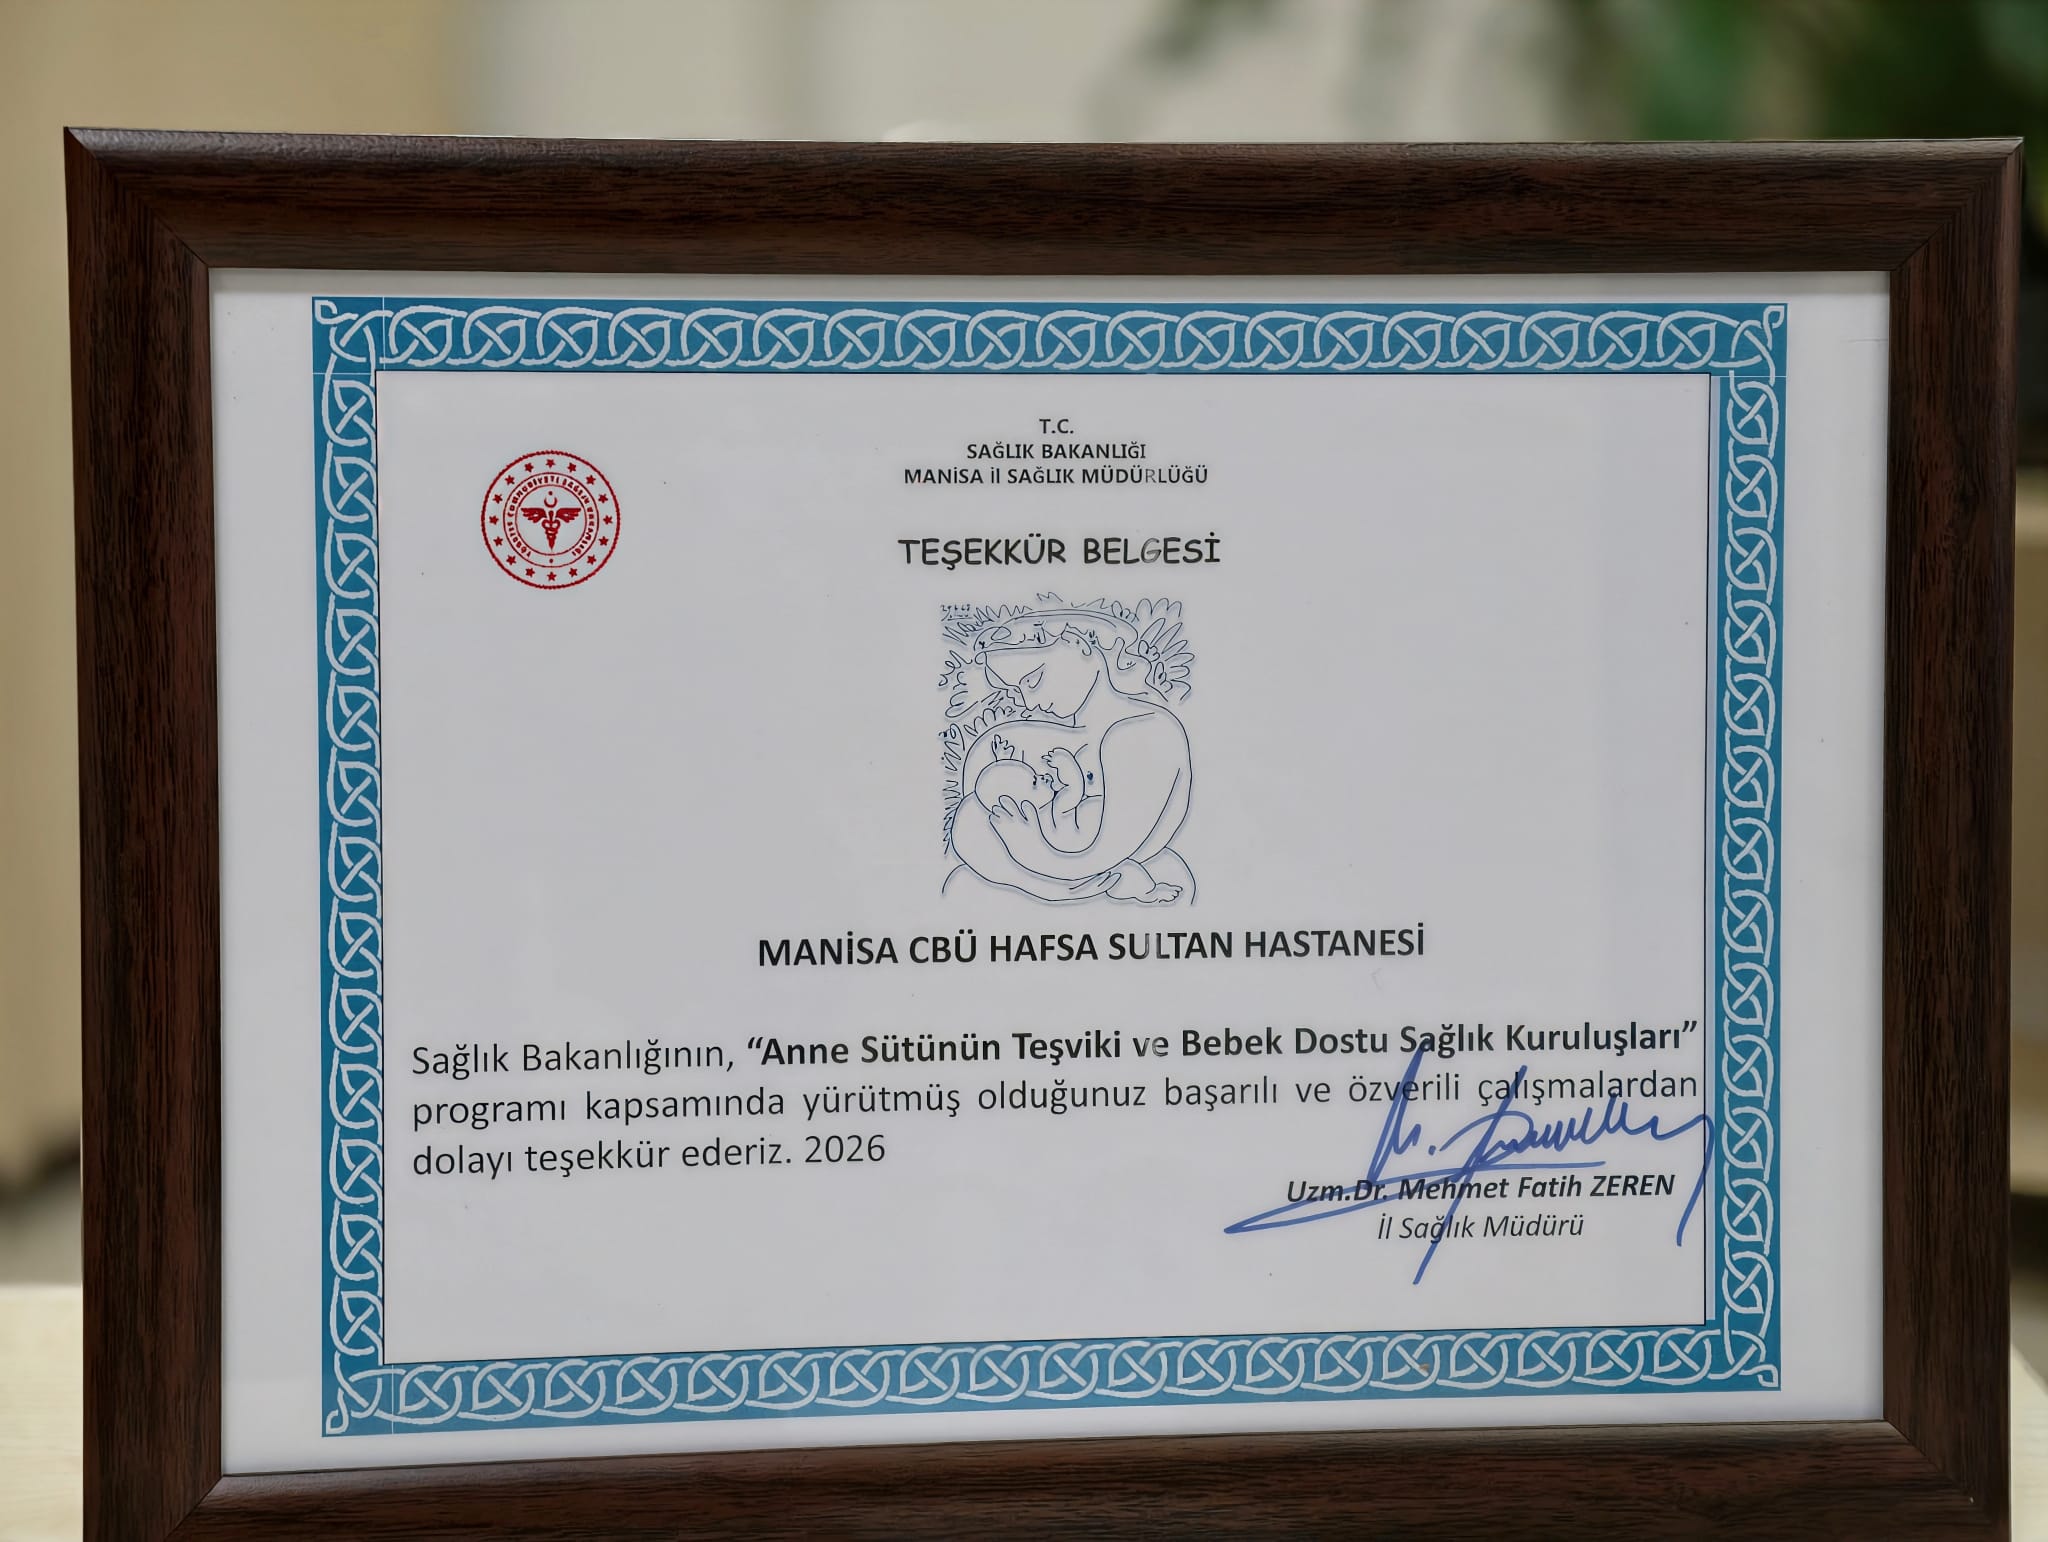 T.C.
SAĞLIK BAKANLIĞI
MANİSA İl SAĞLIK MÜDÜRLÜĞÜ
TEŞEKKÜR BELGESİ
MANİSA CBÜ HAFSA SULTAN HASTANESİ
Sağlık Bakanlığının, “Anne Sütünün Teşviki ve Bebek Dostu Sağlık Kuruluşları”
programı kapsamında yürütmüş olduğunuz başarılı ve özverili çalışmalardan
dolayı teşekkür ederiz. 2026
Uzm.Dr. Mehmet Fatih ZEREN
İl Sağlık Müdürü